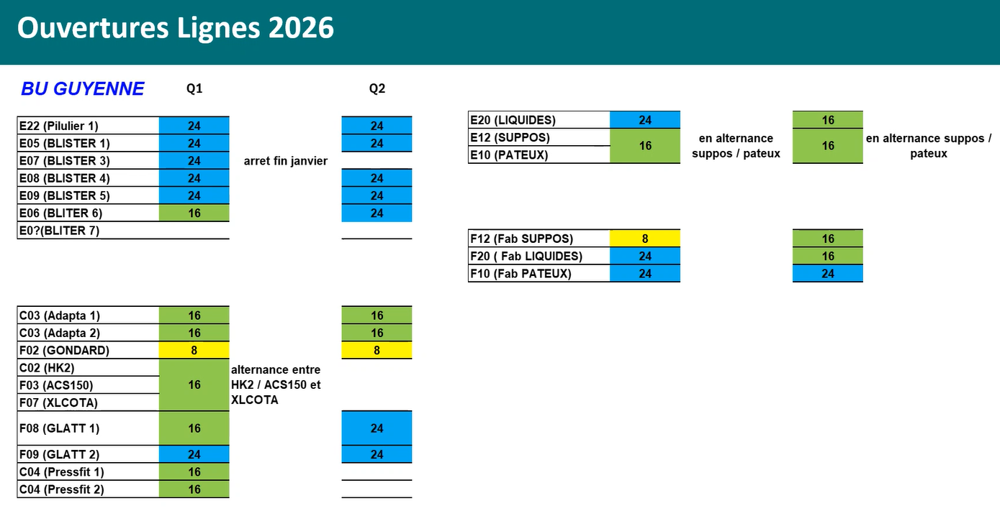 Ouvertures Lignes 2026
BU GUYENNE Q1 Q2
E22 (Pilulier 1) 24 24
E05 (BLISTER 1) 24 24
E07 (BLISTER 3) 24 arret fin janvier
E08 (BLISTER 4) 24 24
E09 (BLISTER 5) 24 24
E06 (BLITER 6) 16 24
E0?(BLITER 7)
C03 (Adapta 1) 16 16
C03 (Adapta 2) 16 16
F02 (GONDARD) 8 8
C02 (HK2)
F03 (ACS150) 16
F07 (XLCOTA)
alternance entre
HK2 / ACS150 et
XLCOTA
F08 (GLATT 1) 16 24
F09 (GLATT 2) 24 24
C04 (Pressfit 1) 16
C04 (Pressfit 2) 16
E20 (LIQUIDES) 24 16
E12 (SUPPOS)
E10 (PATEUX)
16
en alternance
suppos / pateux
16
en alternance suppos /
pateux
F12 (Fab SUPPOS) 8 16
F20 ( Fab LIQUIDES) 24 16
F10 (Fab PATEUX) 24 24